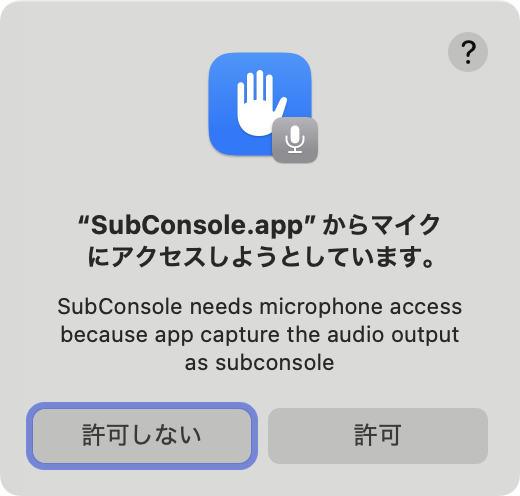 ?
“SubConsole.app” からマイク
にアクセスしようとしています。
SubConsole needs microphone access
because app capture the audio output
as subconsole
許可しない
許可